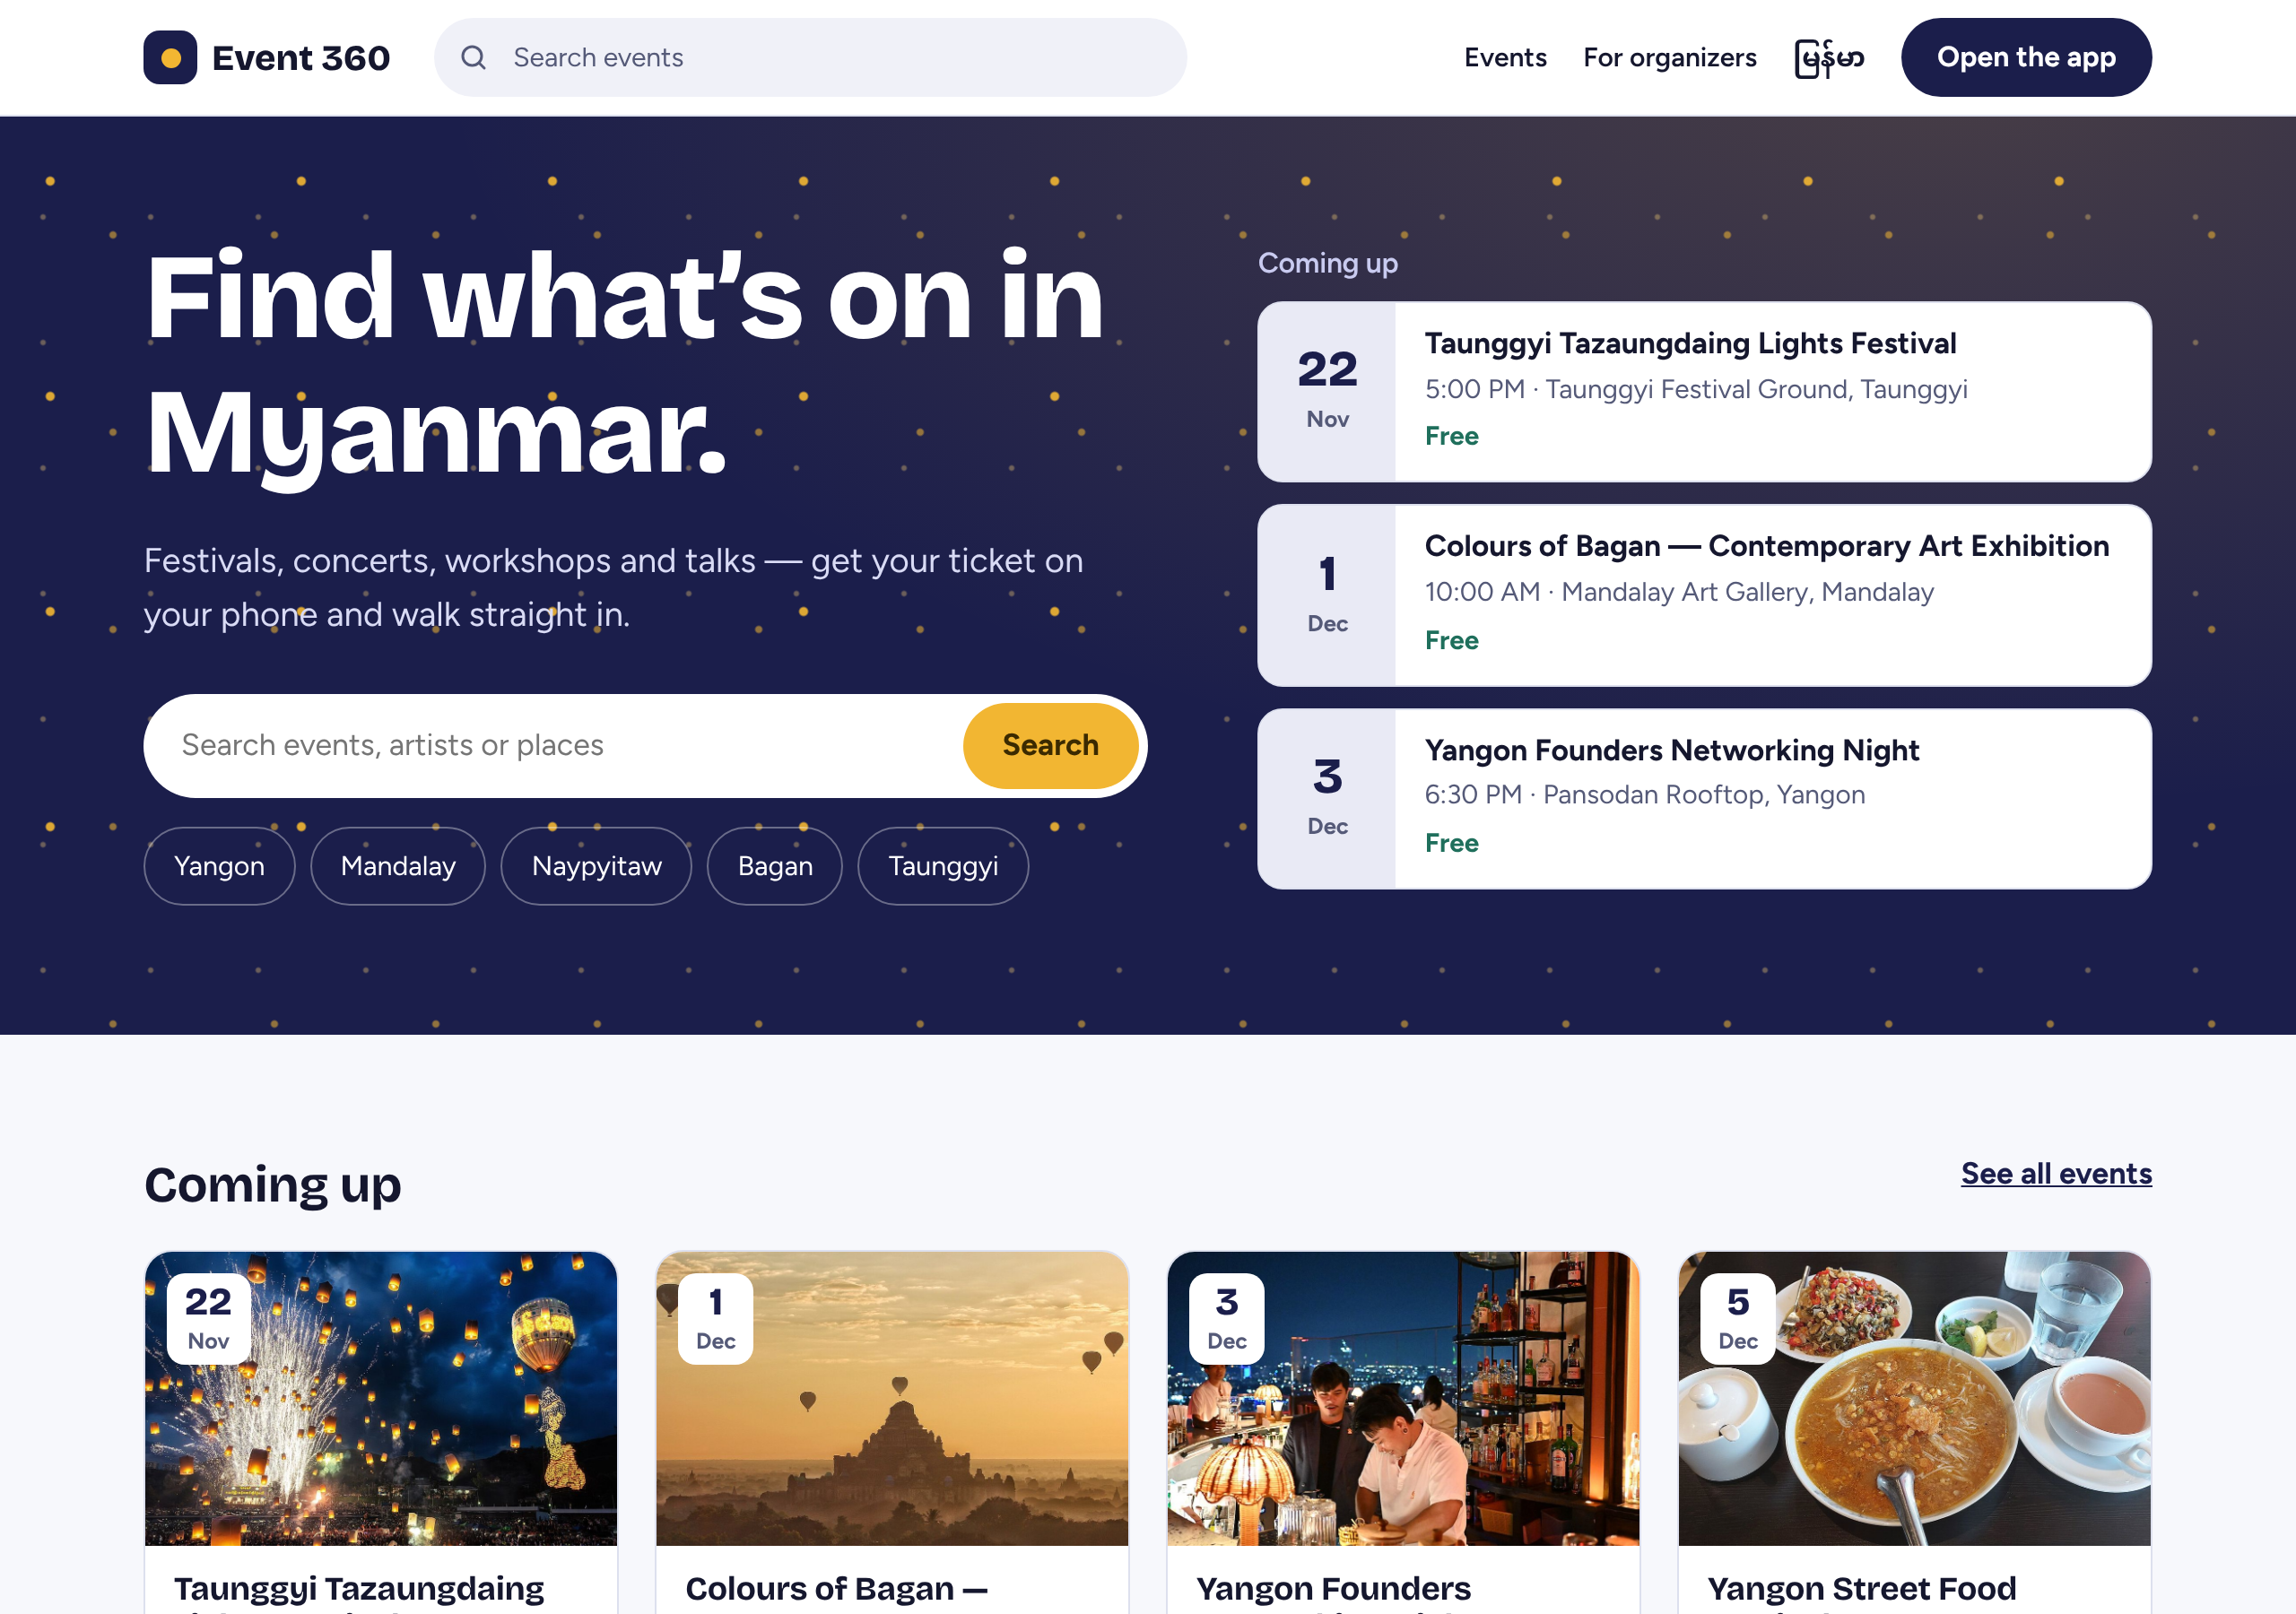 Event 360
Search events
Events
For organizers
မြန်မာ
Open the app
Find what’s on in
Myanmar.
Festivals, concerts, workshops and talks — get your ticket on
your phone and walk straight in.
Search events, artists or places
Search
Yangon
Mandalay
Naypyitaw
Bagan
Taunggyi
Coming up
22
Nov
Taunggyi Tazaungdaing Lights Festival
5:00 PM · Taunggyi Festival Ground, Taunggyi
Free
1
Dec
Colours of Bagan — Contemporary Art Exhibition
10:00 AM · Mandalay Art Gallery, Mandalay
Free
3
Dec
Yangon Founders Networking Night
6:30 PM · Pansodan Rooftop, Yangon
Free
Coming up
See all events
22
Nov
1
Dec
3
Dec
5
Dec
Taunggyi Tazaungdaing
Colours of Bagan —
Yangon Founders
Yangon Street Food